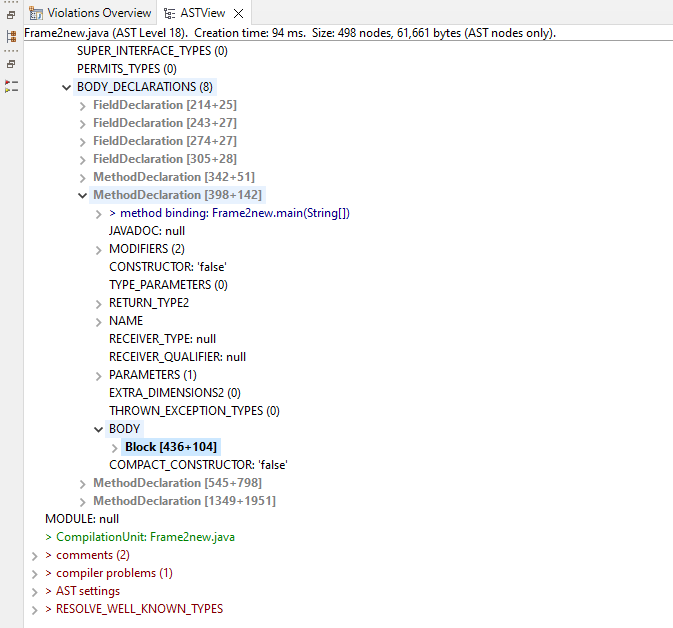 Violations Overview ASTView
Frame2new.java (AST Level 18). Creation time: 94 ms. Size: 498 nodes, 61,661 bytes (AST nodes only).
SUPER_INTERFACE_TYPES (0)
PERMITS_TYPES (0)
BODY_DECLARATIONS (8)
FieldDeclaration [214+25]
FieldDeclaration [243+27]
FieldDeclaration [274+27]
FieldDeclaration [305+28]
MethodDeclaration [342+51]
MethodDeclaration [398+142]
> method binding: Frame2new.main(String[])
JAVADOC: null
MODIFIERS (2)
CONSTRUCTOR: 'false'
TYPE_PARAMETERS (0)
RETURN_TYPE2
NAME
RECEIVER_TYPE: null
RECEIVER_QUALIFIER: null
PARAMETERS (1)
EXTRA_DIMENSIONS2 (0)
THROWN_EXCEPTION_TYPES (0)
BODY
Block [436+104]
COMPACT_CONSTRUCTOR: 'false'
MethodDeclaration [545+798]
MethodDeclaration [1349+1951]
MODULE: null
> CompilationUnit: Frame2new.java
> comments (2)
> compiler problems (1)
> AST settings
> RESOLVE_WELL_KNOWN_TYPES